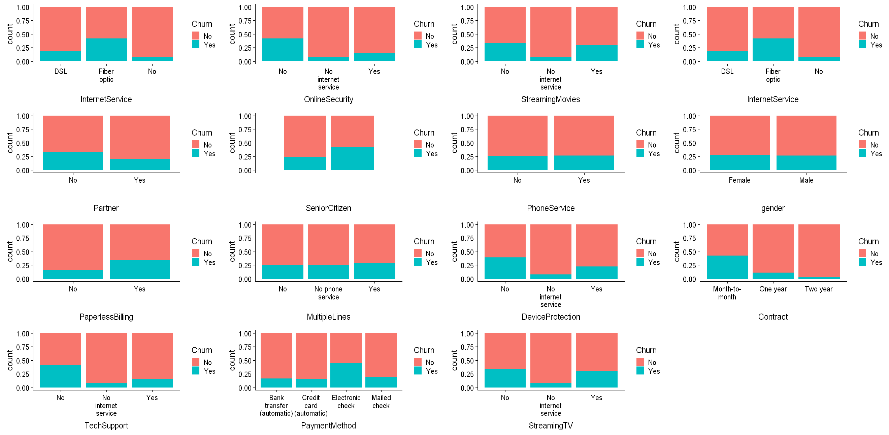 1.00
0.75
0.50
0.25
0.00
count
DSL
Fiber
optic
No
InternetService
Churn
No
Yes
1.00
0.75
0.50
0.25
0.00
count
No
No
internet
service
Yes
OnlineSecurity
Churn
No
Yes
1.00
0.75
0.50
0.25
0.00
count
No
No
internet
service
Yes
StreamingMovies
Churn
No
Yes
1.00
0.75
0.50
0.25
0.00
count
DSL
Fiber
optic
No
InternetService
Churn
No
Yes
1.00
0.75
0.50
0.25
0.00
count
No
Yes
Partner
Churn
No
Yes
1.00
0.75
0.50
0.25
0.00
count
SeniorCitizen
Churn
No
Yes
1.00
0.75
0.50
0.25
0.00
count
No
Yes
PhoneService
Churn
No
Yes
1.00
0.75
0.50
0.25
0.00
count
Female
Male
gender
Churn
No
Yes
1.00
0.75
0.50
0.25
0.00
count
No
Yes
PaperlessBilling
Churn
No
Yes
1.00
0.75
0.50
0.25
0.00
count
No
No phone
service
Yes
MultipleLines
Churn
No
Yes
1.00
0.75
0.50
0.25
0.00
count
No
No
internet
service
Yes
DeviceProtection
Churn
No
Yes
1.00
0.75
0.50
0.25
0.00
count
Month-to-
month
One year
Two year
Contract
Churn
No
Yes
1.00
0.75
0.50
0.25
0.00
count
No
No
internet
service
Yes
TechSupport
Churn
No
Yes
1.00
0.75
0.50
0.25
0.00
count
Bank
transfer
(automatic)
Credit
card
(automatic)
Electronic
check
Mailed
check
PaymentMethod
Churn
No
Yes
1.00
0.75
0.50
0.25
0.00
count
No
No
internet
service
Yes
StreamingTV
Churn
No
Yes